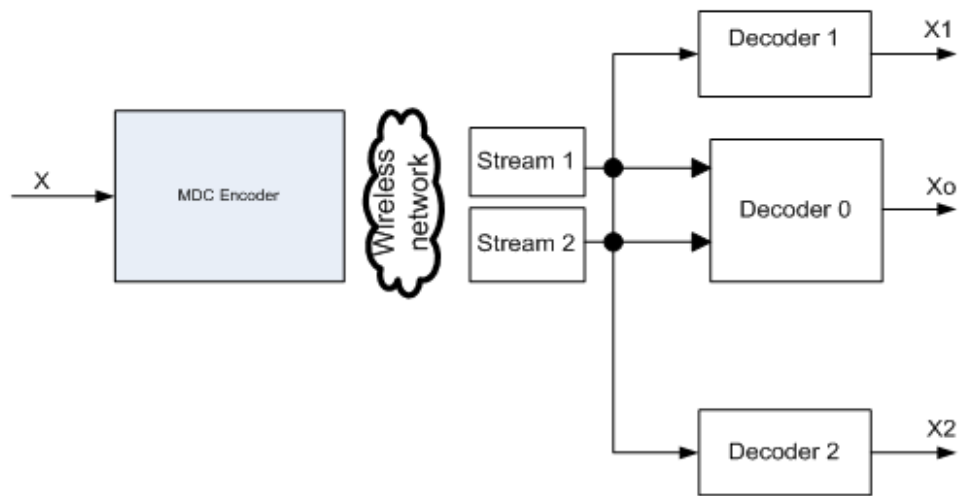 X
MDC Encoder
Wireless
network
Stream 1
Stream 2
Decoder 1
X1
Decoder 0
Xo
Decoder 2
X2